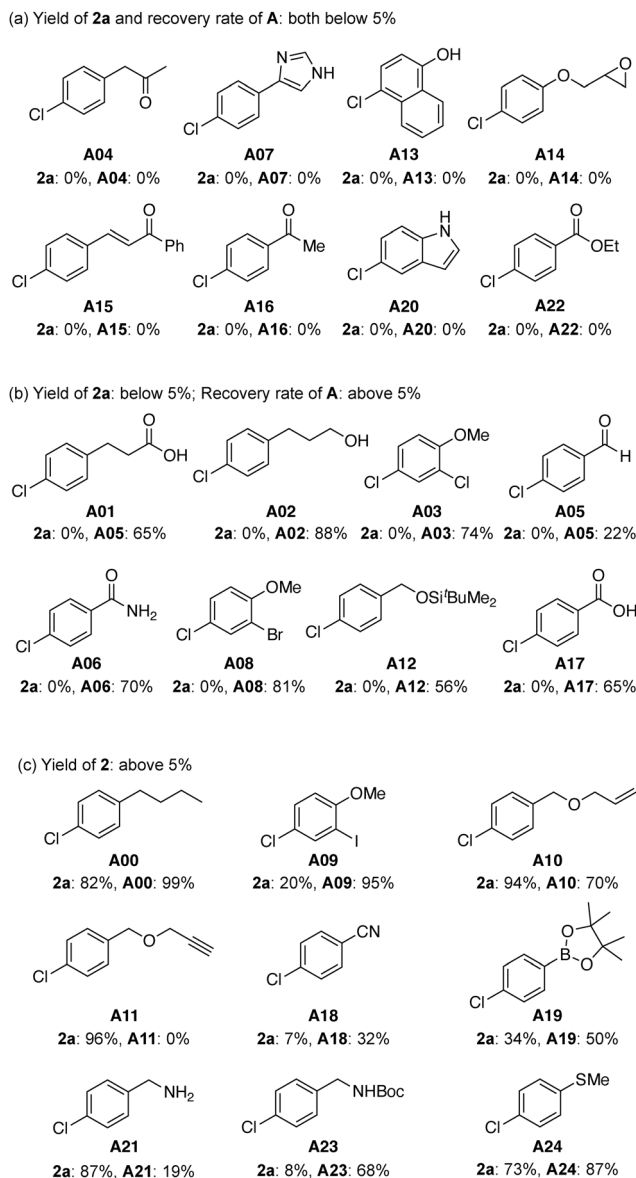 (a) Yield of 2a and recovery rate of A: both below 5%
Cl O
A04
2a: 0%, A04: 0%
Cl N NH
A07
2a: 0%, A07: 0%
Cl OH
A13
2a: 0%, A13: 0%
Cl O O
A14
2a: 0%, A14: 0%
Cl O Ph
A15
2a: 0%, A15: 0%
Cl O Me
A16
2a: 0%, A16: 0%
Cl H N
A20
2a: 0%, A20: 0%
Cl O OEt
A22
2a: 0%, A22: 0%
(b) Yield of 2a: below 5%; Recovery rate of A: above 5%
Cl O OH
A01
2a: 0%, A05: 65%
Cl OH
A02
2a: 0%, A02: 88%
Cl OMe Cl
A03
2a: 0%, A03: 74%
Cl O H
A05
2a: 0%, A05: 22%
Cl O NH2
A06
2a: 0%, A06: 70%
Cl OMe Br
A08
2a: 0%, A08: 81%
Cl OSitBuMe2
A12
2a: 0%, A12: 56%
Cl O OH
A17
2a: 0%, A17: 65%
(c) Yield of 2: above 5%
Cl
A00
2a: 82%, A00: 99%
Cl OMe I
A09
2a: 20%, A09: 95%
Cl O
A10
2a: 94%, A10: 70%
Cl O
A11
2a: 96%, A11: 0%
Cl CN
A18
2a: 7%, A18: 32%
Cl B O O
A19
2a: 34%, A19: 50%
Cl NH2
A21
2a: 87%, A21: 19%
Cl NHBoc
A23
2a: 8%, A23: 68%
Cl SMe
A24
2a: 73%, A24: 87%